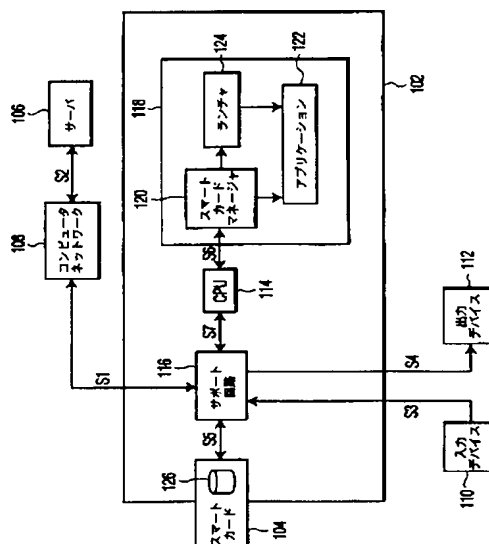 106
サーバ
S2
108
コンピュータ
ネットワーク
S1
118
124
ランチャ
122
アプリケーション
120
スマート
カード
マネージャ
102
S6
CPU
114
S7
116
サポート
回路
S5
126
スマート
カード
104
S4
112
出力
デバイス
S3
入力
デバイス
110